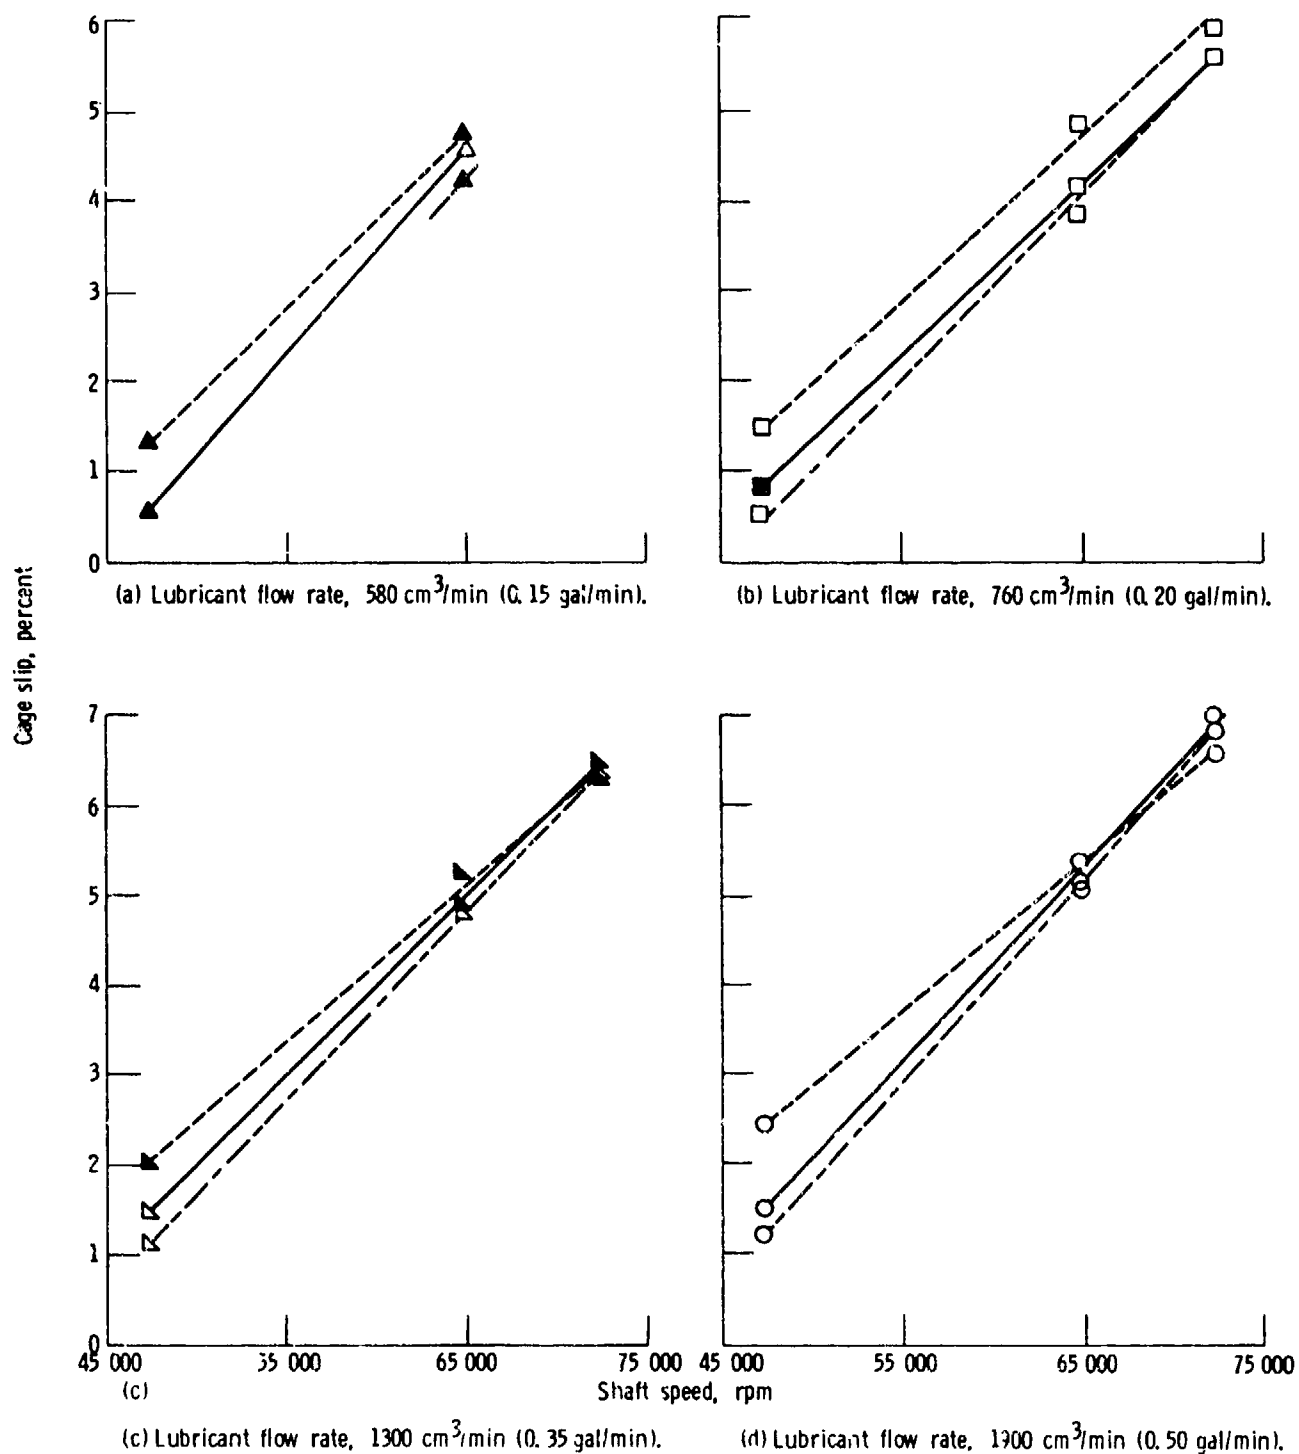 6
5
4
3
2
1
0
(a) Lubricant flow rate, 580 cm³/min (0.15 gal/min).
(b) Lubricant flow rate, 760 cm³/min (0.20 gal/min).
Cage slip, percent
7
6
5
4
3
2
1
0
45 000 55 000 65 000 75 000 45 000 55 000 65 000 75 000
(c) Shaft speed, rpm
(c) Lubricant flow rate, 1300 cm³/min (0.35 gal/min).
(d) Lubricant flow rate, 1900 cm³/min (0.50 gal/min).